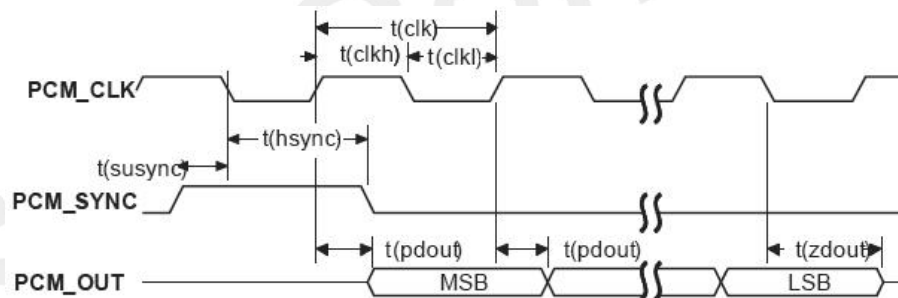 t(clk)
t(clkh)
t(clkl)
PCM_CLK
t(hsync)
t(susync)
PCM_SYNC
t(pdout)
t(pdout)
t(zdout)
PCM_OUT
MSB
LSB